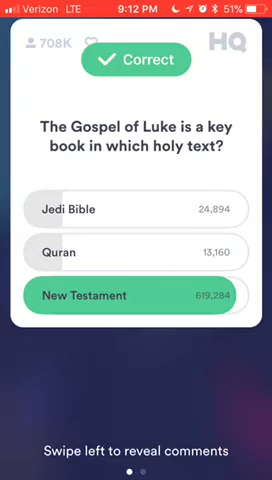 Verizon LTE 9:12 PM 51%
708K HQ
Correct
The Gospel of Luke is a key
book in which holy text?
Jedi Bible 24,894
Quran 13,160
New Testament 619,284
Swipe left to reveal comments